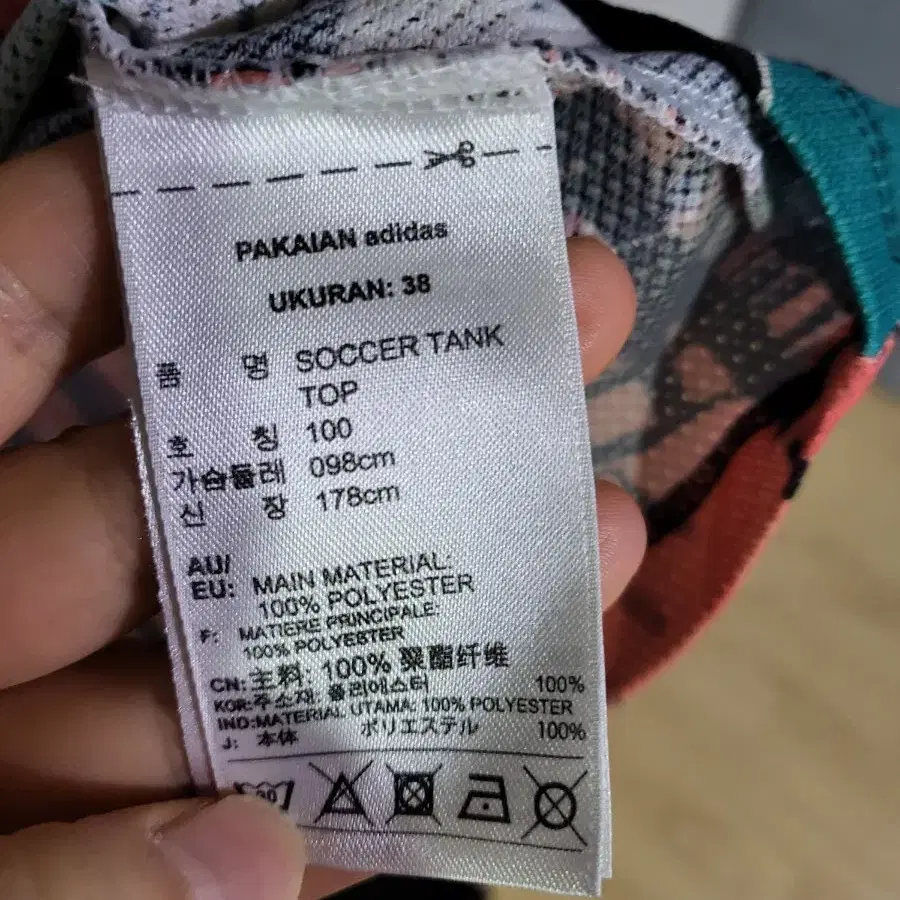 PAKAIAN adidas
UKURAN: 38
품 명 SOCCER TANK
TOP
호 칭 100
가슴둘레 098cm
신 장 178cm
AU/
EU: MAIN MATERIAL:
100% POLYESTER
F: MATIERE PRINCIPALE:
100% POLYESTER
CN: 主料: 100% 聚酯纤维
KOR: 주소재: 폴리에스터 100%
IND: MATERIAL UTAMA: 100% POLYESTER
J: 本体 ポリエステル 100%
30